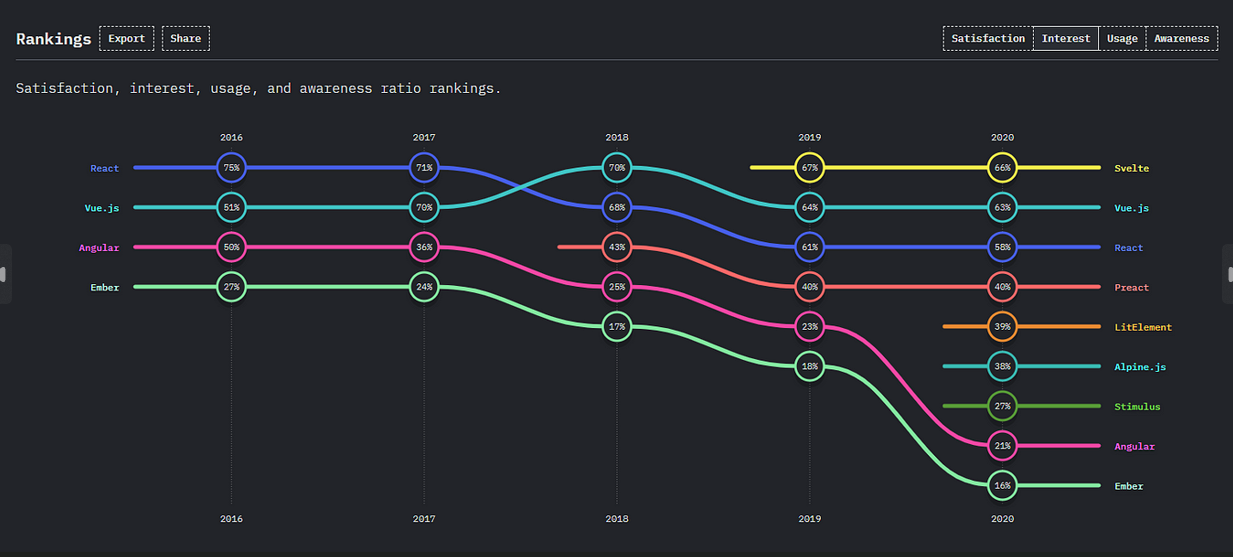 Rankings Export Share Satisfaction Interest Usage Awareness
Satisfaction, interest, usage, and awareness ratio rankings.
2016 2017 2018 2019 2020
React 75% 71% 70% 67% 66% Svelte
Vue.js 51% 70% 68% 64% 63% Vue.js
Angular 50% 36% 43% 61% 58% React
Ember 27% 24% 25% 40% 40% Preact
17% 23% 39% LitElement
18% 38% Alpine.js
27% Stimulus
21% Angular
16% Ember
2016 2017 2018 2019 2020